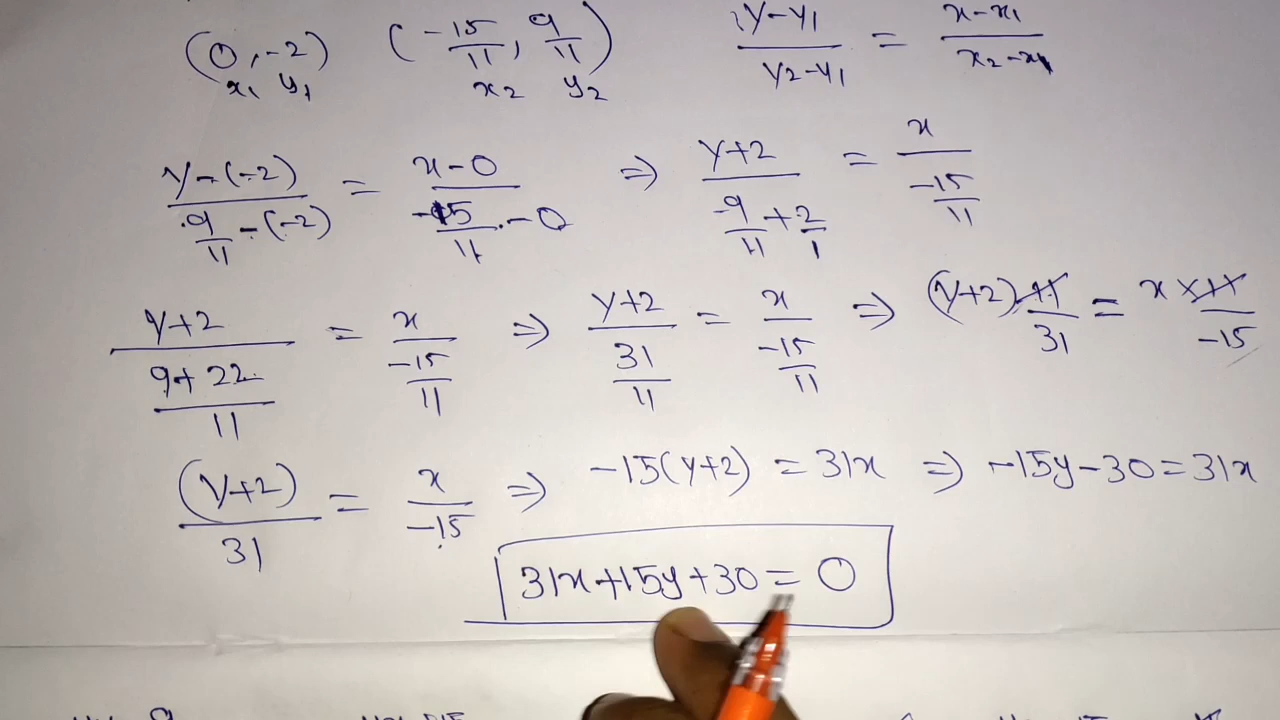 (0, -2) (-15/11, 9/11) y-y1/y2-y1 = x-x1/x2-x1
x1 y1 x2 y2
y-(-2)/9/11-(-2) = x-0/-15/11-0 => y+2/9/11+2/1 = x/-15/11
y+2/9+22/11 = x/-15/11 => y+2/31/11 = x/-15/11 => (y+2)11/31 = x×11/-15
(y+2)/31 = x/-15 => -15(y+2) = 31x => -15y-30=31x
31x+15y+30=0